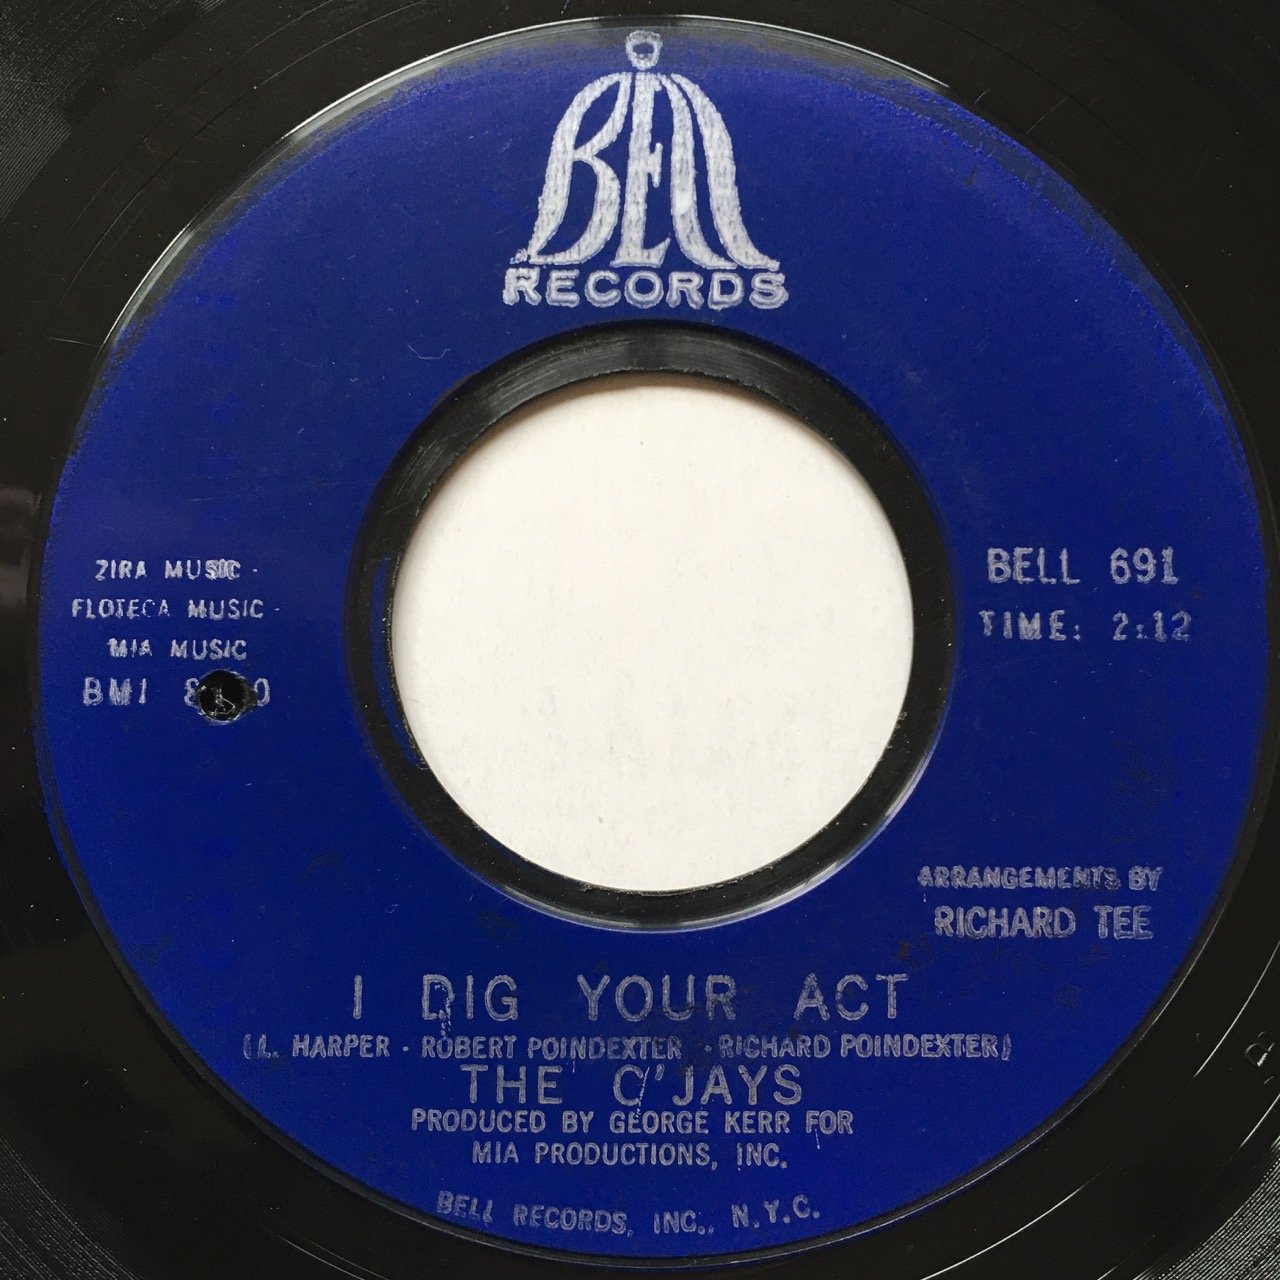 BELL
RECORDS
ZIRA MUSIC -
FLOTECA MUSIC -
MIA MUSIC
BMI
BELL 691
TIME: 2:12
ARRANGEMENTS BY
RICHARD TEE
I DIG YOUR ACT
(L. HARPER - ROBERT POINDEXTER - RICHARD POINDEXTER)
THE O'JAYS
PRODUCED BY GEORGE KERR FOR
MIA PRODUCTIONS, INC.
BELL RECORDS, INC., N.Y.C.